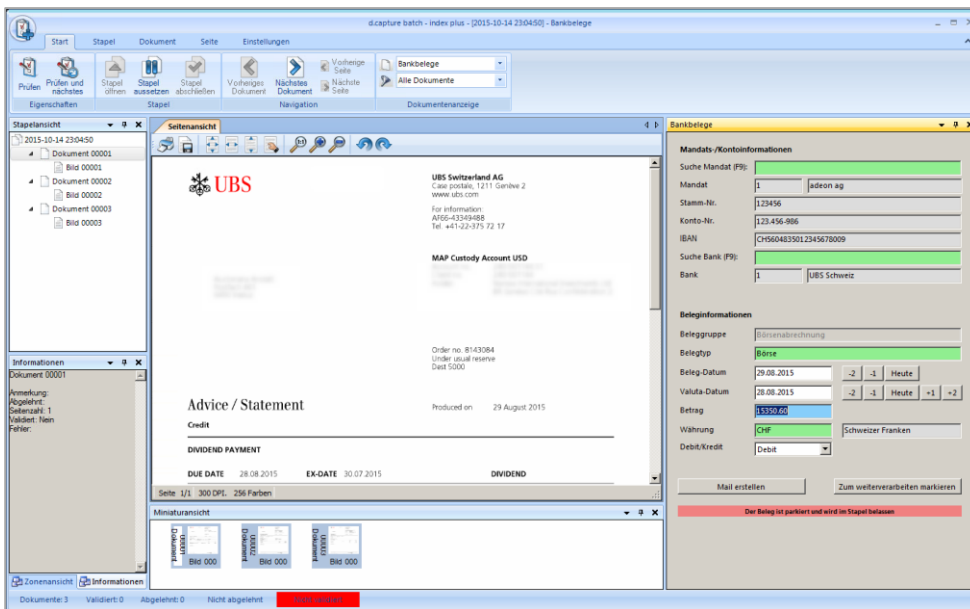 d.capture batch - index plus - [2015-10-14 23:04:50] - Bankbelege
Start Stapel Dokument Seite Einstellungen
Prüfen
Prüfen und nächstes
Eigenschaften
Stapel öffnen
Stapel aussetzen
Stapel abschließen
Stapel
Vorheriges Dokument
Nächstes Dokument
Vorherige Seite
Nächste Seite
Navigation
Bankbelege
Alle Dokumente
Dokumentenanzeige
Stapelansicht
2015-10-14 23:04:50
Dokument 00001
Bild 00001
Dokument 00002
Bild 00002
Dokument 00003
Bild 00003
Informationen
Dokument 00001
Anmerkung:
Abgelehnt:
Seitenzahl: 1
Validiert: Nein
Fehler:
Zonenansicht Informationen
Seitenansicht
UBS
UBS Switzerland AG
Case postale, 1211 Genève 2
www.ubs.com
For information:
AF66-43349488
Tel. +41-22-375 72 17
MAP Custody Account USD
Order no. 8143084
Under usual reserve
Dest 5000
Advice / Statement
Produced on 29 August 2015
Credit
DIVIDEND PAYMENT
DUE DATE 28.08.2015 EX-DATE 30.07.2015 DIVIDEND
Seite 1/1 300 DPI. 256 Farben
Miniaturansicht
Dokument 00001 Bild 000
Dokument 00002 Bild 000
Dokument 00003 Bild 000
Bankbelege
Mandats-/Kontoinformationen
Suche Mandat (F9):
Mandat 1 adeon ag
Stamm-Nr. 123456
Konto-Nr. 123.456-986
IBAN CH5604835012345678009
Suche Bank (F9):
Bank 1 UBS Schweiz
Beleginformationen
Beleggruppe Börsenabrechnung
Belegtyp Börse
Beleg-Datum 29.08.2015 -2 -1 Heute
Valuta-Datum 28.08.2015 -2 -1 Heute +1 +2
Betrag 15350.60
Währung CHF Schweizer Franken
Debit/Kredit Debit
Mail erstellen Zum weiterverarbeiten markieren
Der Beleg ist parkiert und wird im Stapel belassen
Dokumente: 3 Validiert: 0 Abgelehnt: 0 Nicht abgelehnt